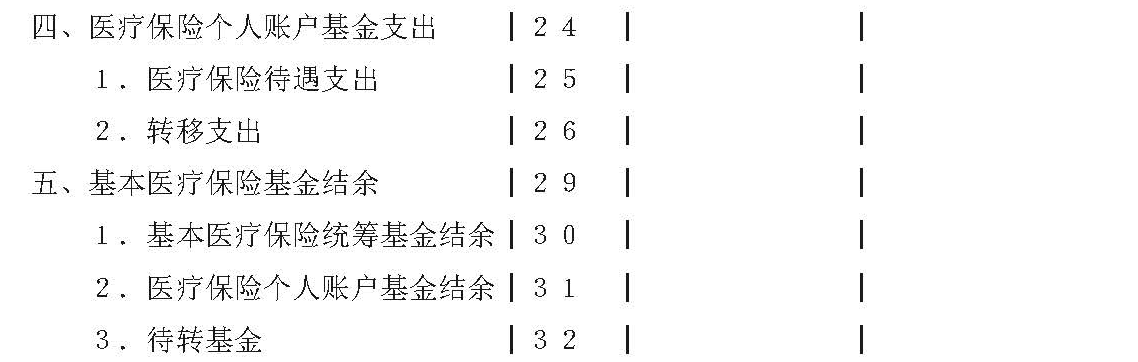 四、医疗保险个人账户基金支出 | 24 | |
1．医疗保险待遇支出 | 25 | |
2．转移支出 | 26 | |
五、基本医疗保险基金结余 | 29 | |
1．基本医疗保险统筹基金结余 | 30 | |
2．医疗保险个人账户基金结余 | 31 | |
3．待转基金 | 32 | |